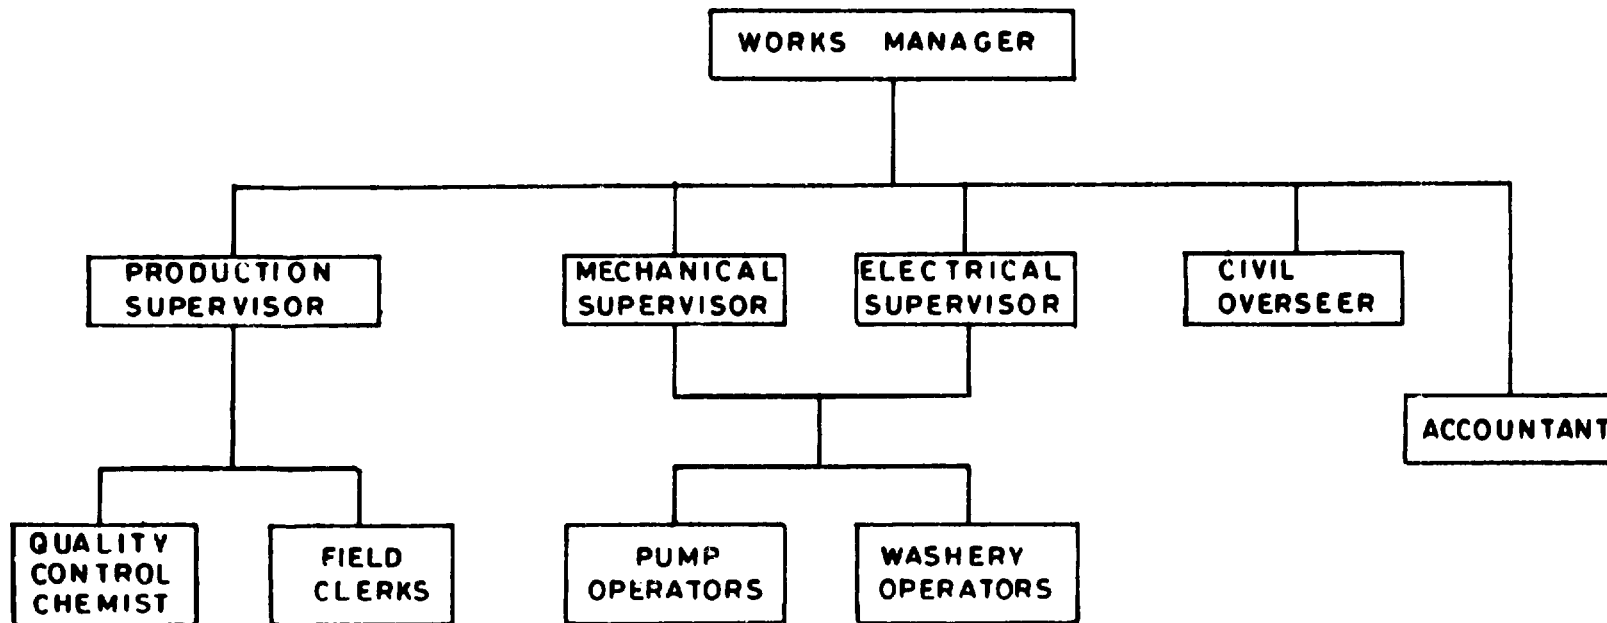 WORKS MANAGER
PRODUCTION
SUPERVISOR
MECHANICAL
SUPERVISOR
ELECTRICAL
SUPERVISOR
CIVIL
OVERSEER
ACCOUNTANT
QUALITY
CONTROL
CHEMIST
FIELD
CLERKS
PUMP
OPERATORS
WASHERY
OPERATORS